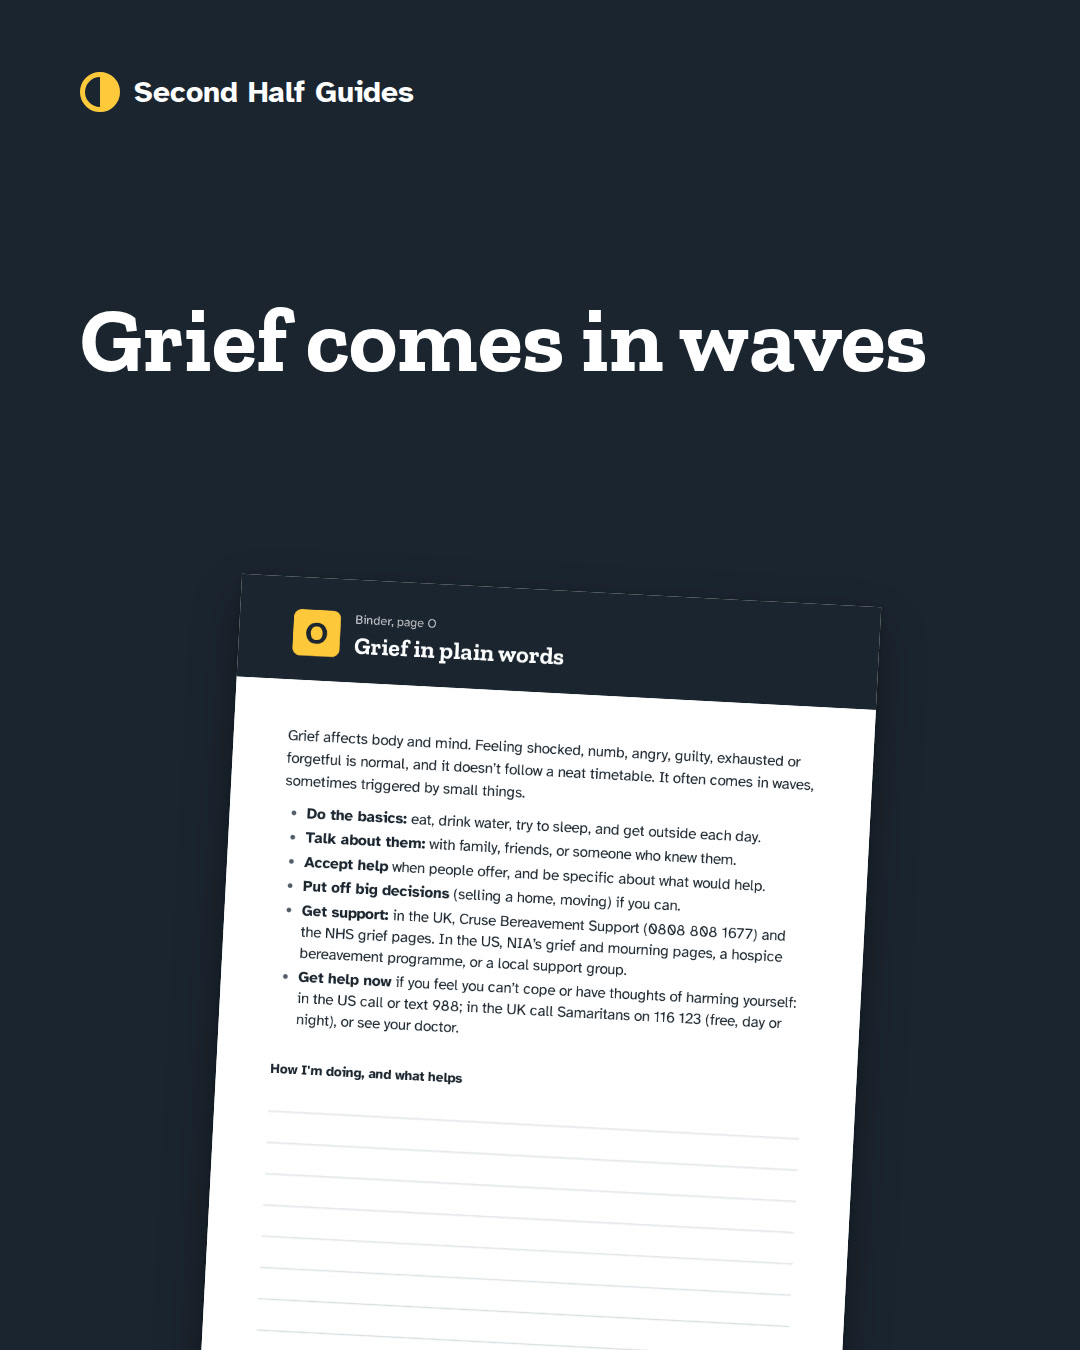 Second Half Guides
Grief comes in waves
O
Binder, page O
Grief in plain words
Grief affects body and mind. Feeling shocked, numb, angry, guilty, exhausted or
forgetful is normal, and it doesn’t follow a neat timetable. It often comes in waves,
sometimes triggered by small things.
• Do the basics: eat, drink water, try to sleep, and get outside each day.
• Talk about them: with family, friends, or someone who knew them.
• Accept help when people offer, and be specific about what would help.
• Put off big decisions (selling a home, moving) if you can.
• Get support: in the UK, Cruse Bereavement Support (0808 808 1677) and
the NHS grief pages. In the US, NIA’s grief and mourning pages, a hospice
bereavement programme, or a local support group.
• Get help now if you feel you can’t cope or have thoughts of harming yourself:
in the US call or text 988; in the UK call Samaritans on 116 123 (free, day or
night), or see your doctor.
How I'm doing, and what helps